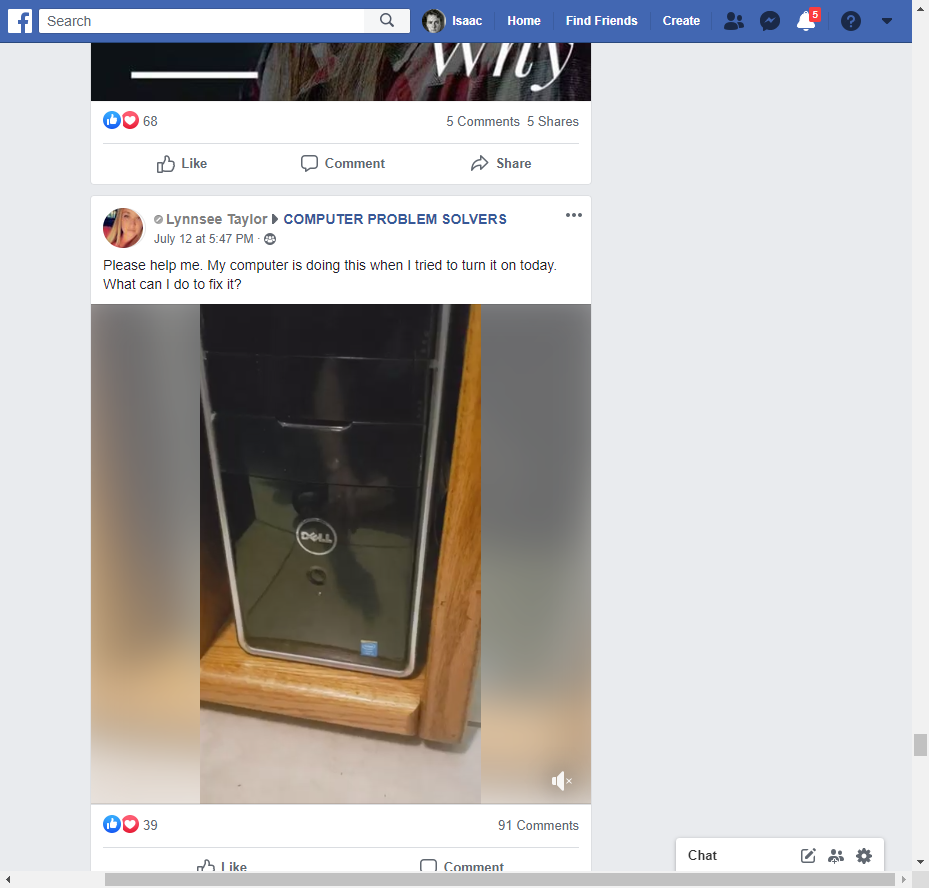 Search
Isaac
Home
Find Friends
Create
5
?
Why
68
5 Comments 5 Shares
Like
Comment
Share
Lynnsee Taylor COMPUTER PROBLEM SOLVERS
July 12 at 5:47 PM ·
Please help me. My computer is doing this when I tried to turn it on today.
What can I do to fix it?
DELL
39
91 Comments
Like
Comment
Chat